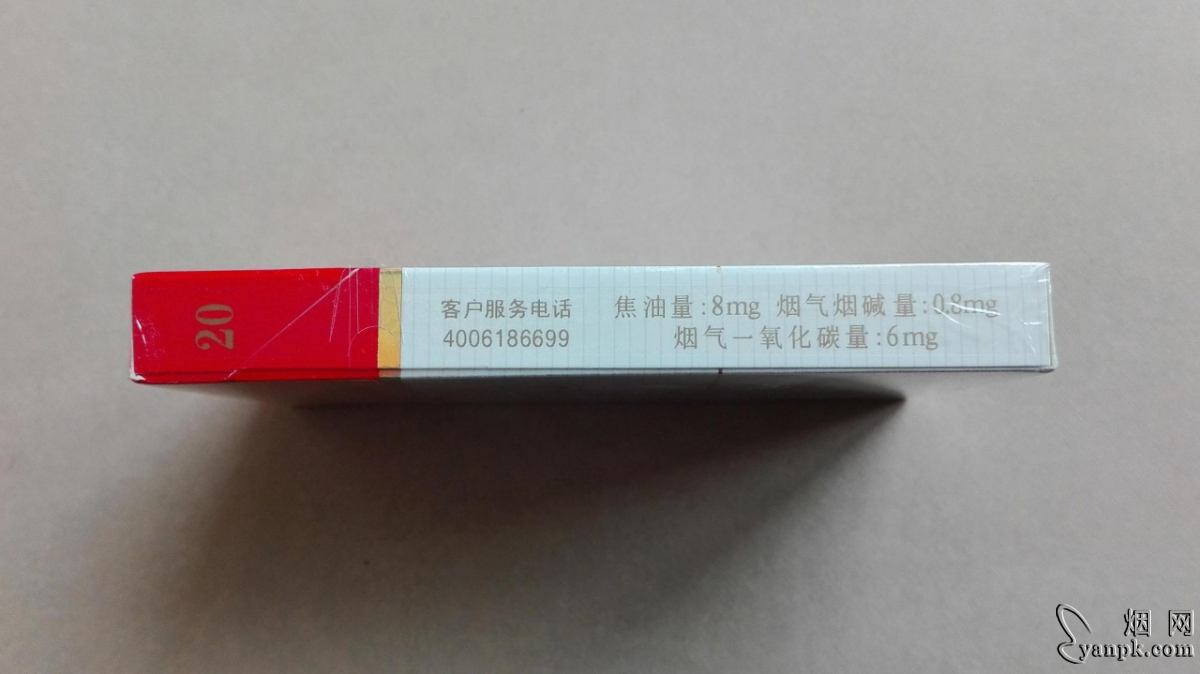 20
客户服务电话
4006186699
焦油量:8mg 烟气烟碱量:0.8mg
烟气一氧化碳量:6mg
烟网
yanpk.com